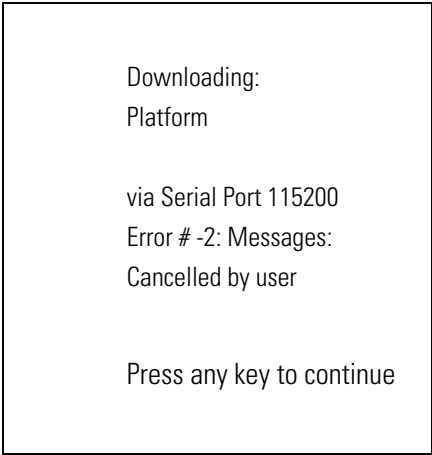 Downloading:
Platform
via Serial Port 115200
Error # -2: Messages:
Cancelled by user
Press any key to continue